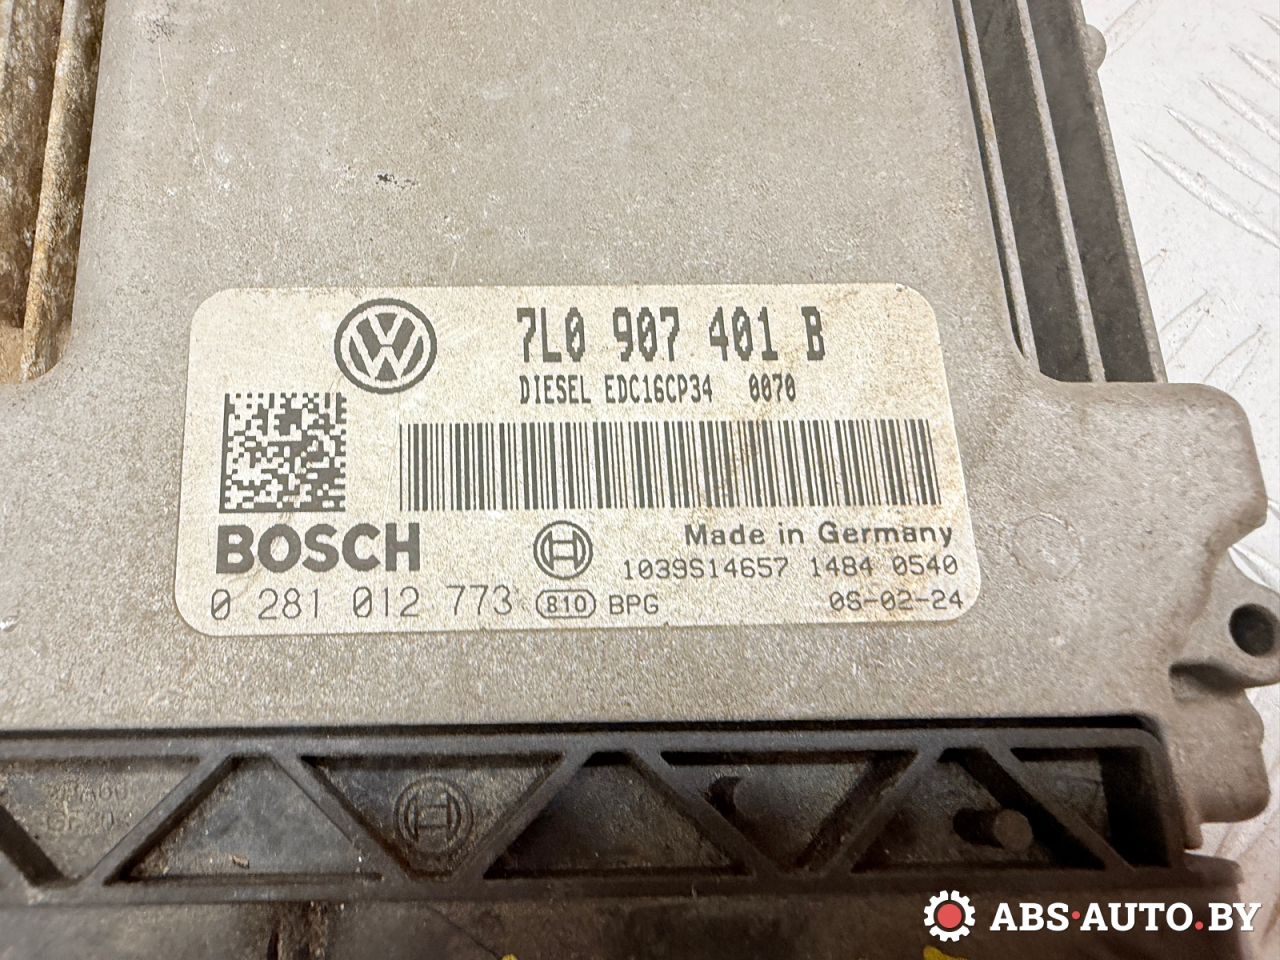 7L0 907 401 B
DIESEL EDC16CP34 0070
BOSCH
Made in Germany
1039S14657 1484 0540
0 281 012 773 810 BPG 06-02-24
ABS·AUTO.BY